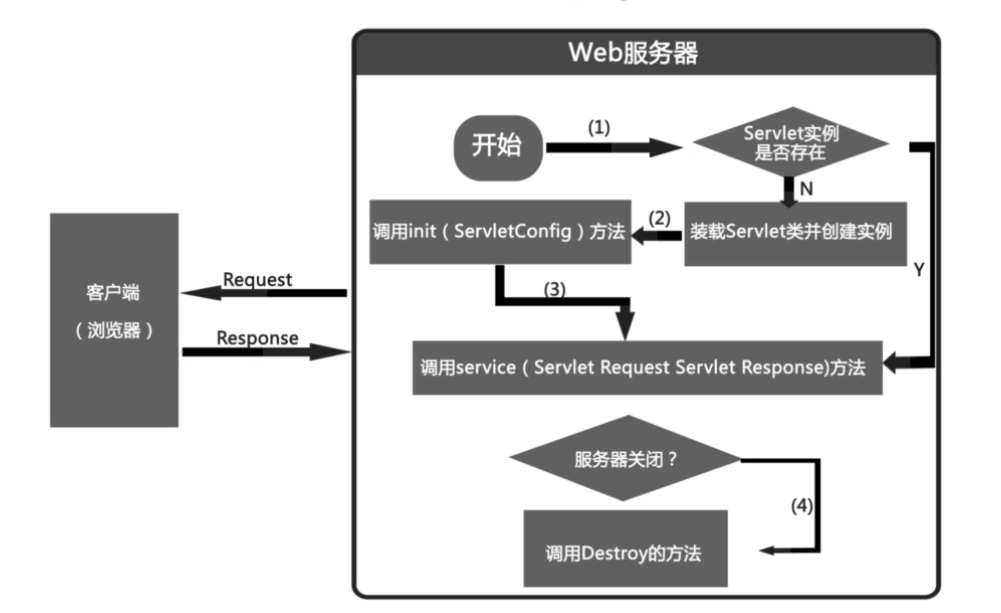 Web服务器
开始
(1)
Servlet实例
是否存在
N
Y
装载Servlet类并创建实例
(2)
调用init（ServletConfig）方法
(3)
调用service（Servlet Request Servlet Response)方法
服务器关闭？
(4)
调用Destroy的方法
客户端
（浏览器）
Request
Response